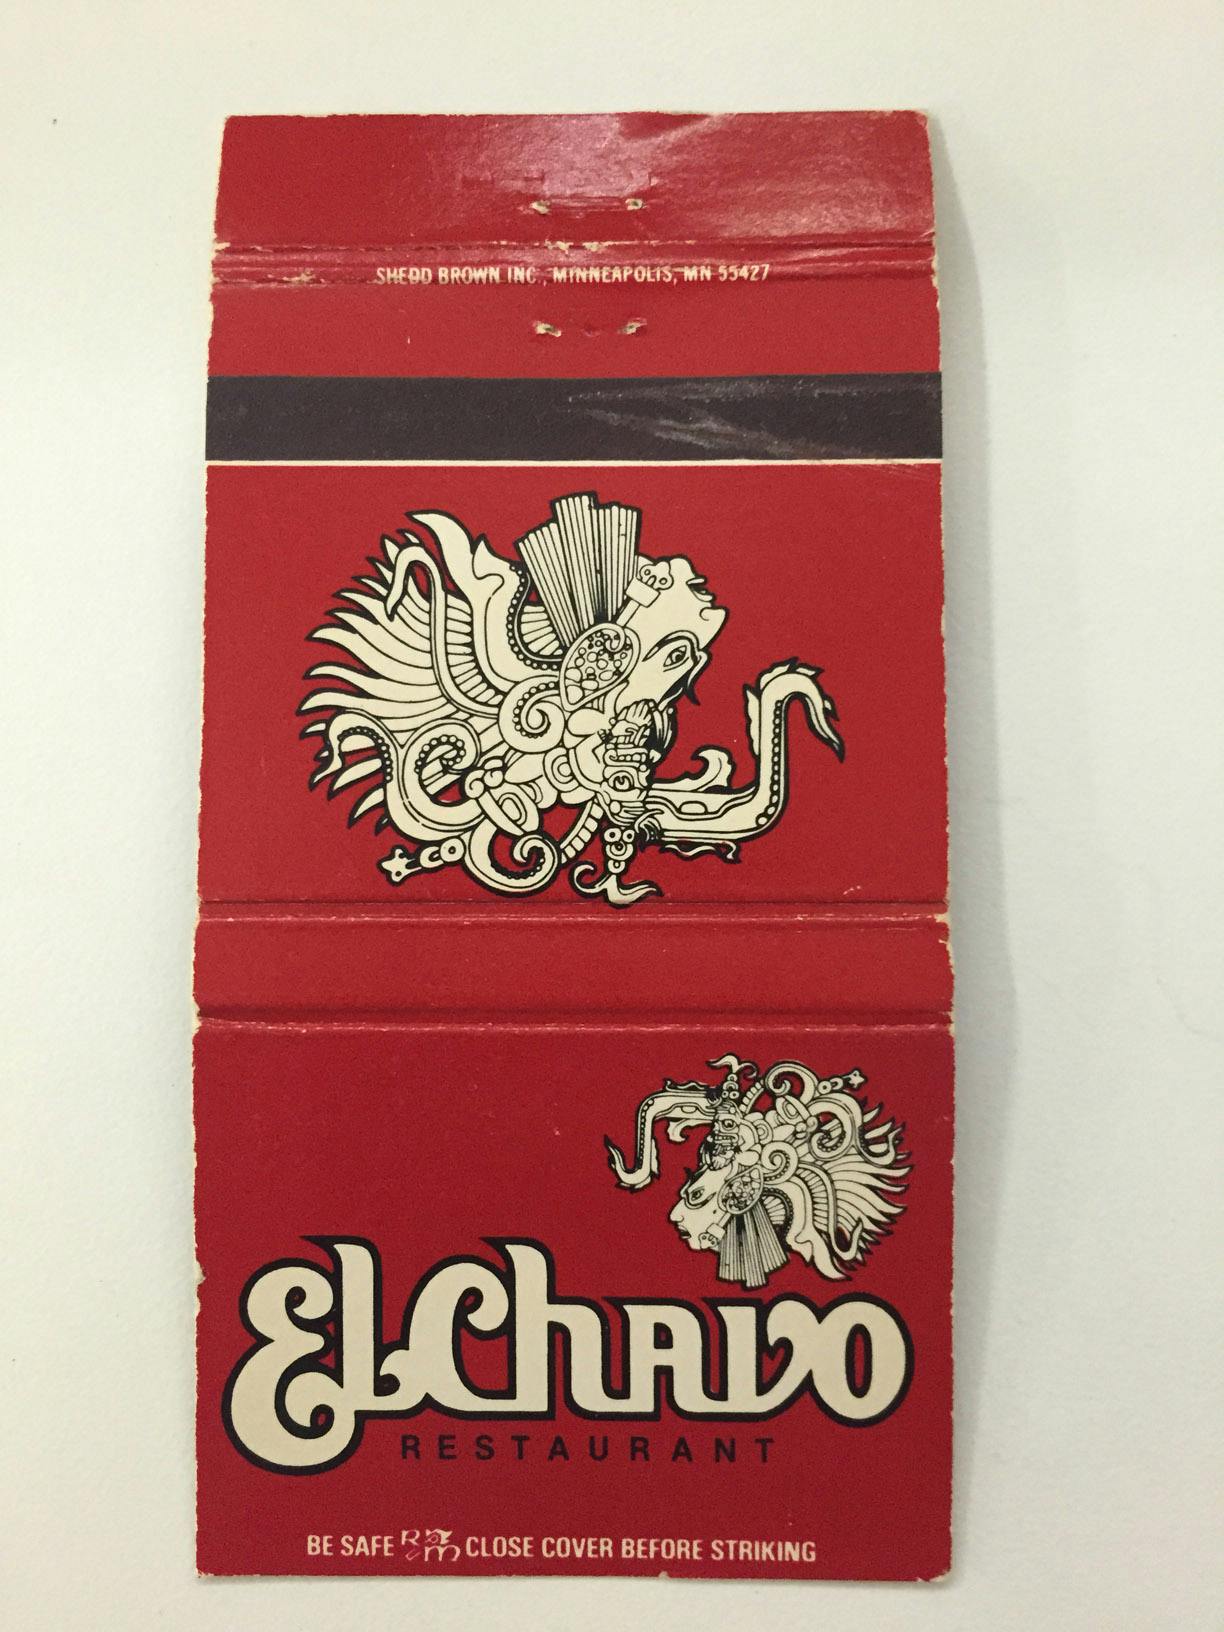 SHEDD BROWN INC., MINNEAPOLIS, MN 55427
El Chavo
RESTAURANT
BE SAFE CLOSE COVER BEFORE STRIKING